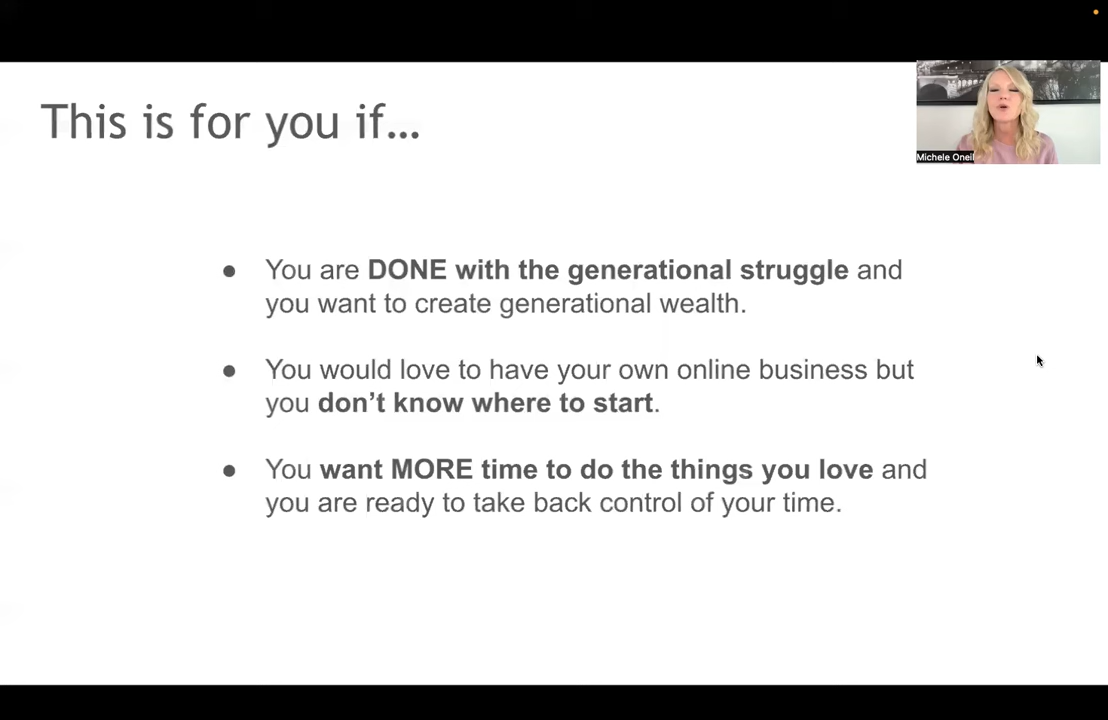 This is for you if…
Michele Oneil
● You are DONE with the generational struggle and
you want to create generational wealth.
● You would love to have your own online business but
you don’t know where to start.
● You want MORE time to do the things you love and
you are ready to take back control of your time.